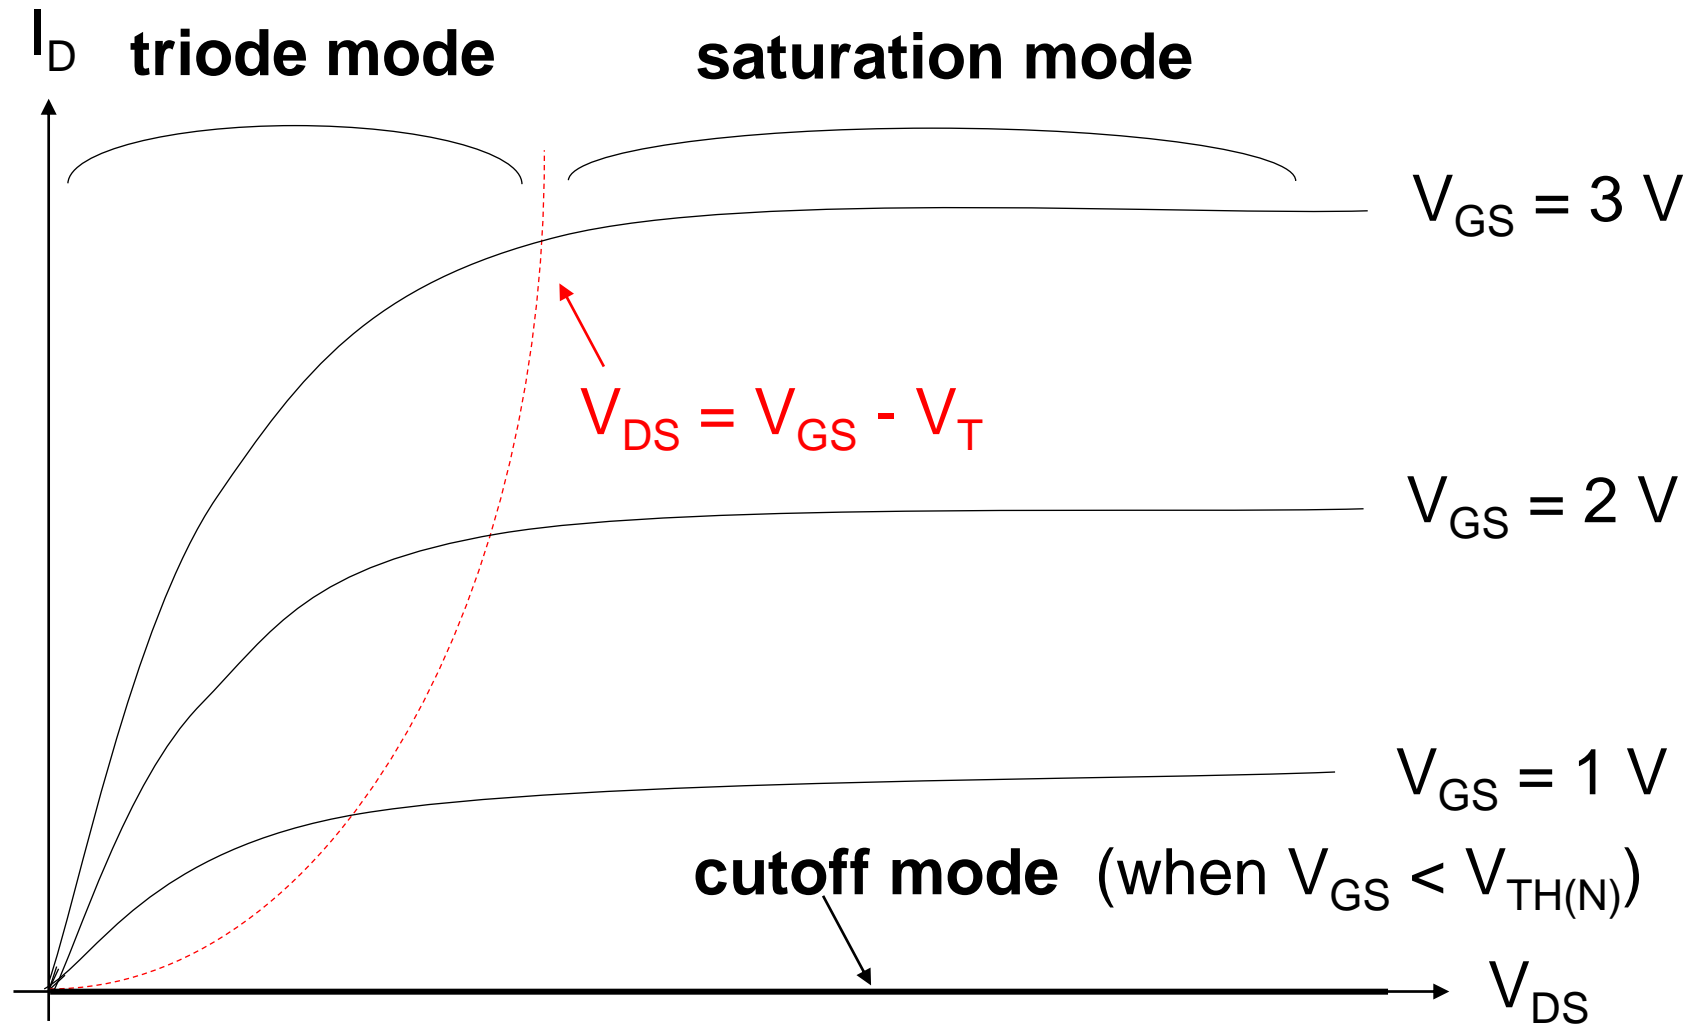 I_D triode mode saturation mode
V_GS = 3 V
V_DS = V_GS - V_T
V_GS = 2 V
V_GS = 1 V
cutoff mode (when V_GS < V_TH(N))
V_DS